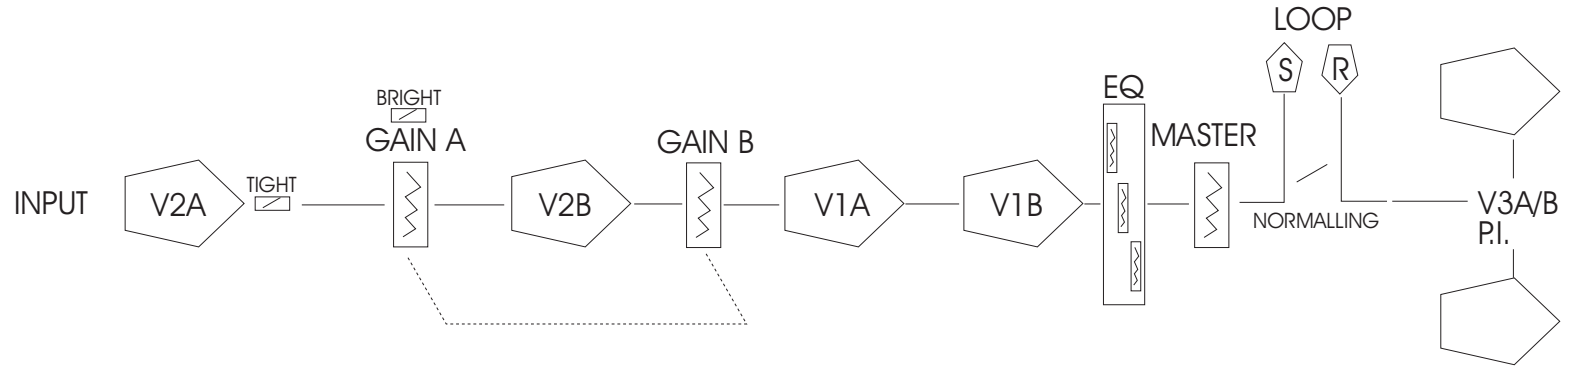 LOOP
S
R
EQ
BRIGHT
GAIN A
GAIN B
MASTER
INPUT
V2A
TIGHT
V2B
V1A
V1B
NORMALLING
V3A/B
P.I.